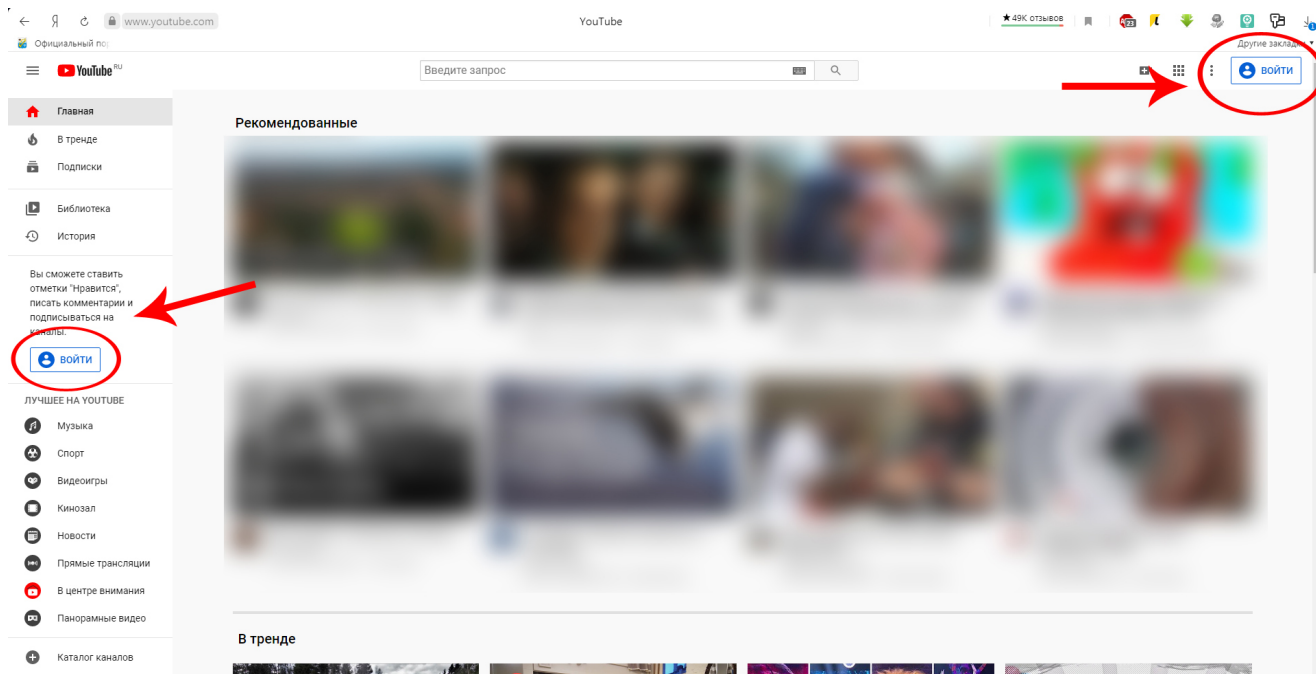 Я
www.youtube.com
YouTube
★ 49K отзывов
23
Официальный по
Другие закладки
YouTube RU
Введите запрос
ВОЙТИ
Главная
В тренде
Подписки
Библиотека
История
Вы сможете ставить
отметки "Нравится",
писать комментарии и
подписываться на
каналы.
ВОЙТИ
ЛУЧШЕЕ НА YOUTUBE
Музыка
Спорт
Видеоигры
Кинозал
Новости
Прямые трансляции
В центре внимания
Панорамные видео
Каталог каналов
Рекомендованные
В тренде